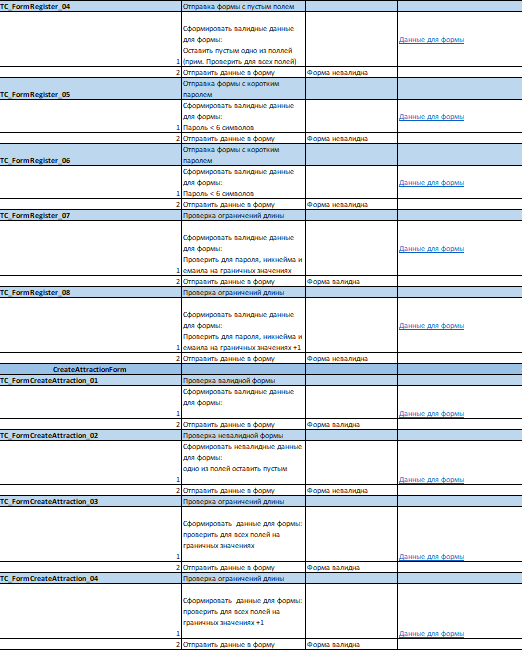 TC_FormRegister_04 Отправка формы с пустым полем
Сформировать валидные данные
для формы:
Оставить пустым одно из поллей
1 (прим. Проверить для всех полей) Данные для формы
2 Отправить данные в форму Форма невалидна
Отправка формы с коротким
TC_FormRegister_05 паролем
Сформировать валидные данные
для формы: Данные для формы
1 Пароль < 6 символов
2 Отправить данные в форму Форма невалидна
Отправка формы с коротким
TC_FormRegister_06 паролем
Сформировать валидные данные
для формы: Данные для формы
1 Пароль < 6 символов
2 Отправить данные в форму Форма невалидна
TC_FormRegister_07 Проверка ограничений длины
Сформировать валидные данные
для формы: Данные для формы
Проверить для пароля, никнейма и
1 емаила на граничных значениях
2 Отправить данные в форму Форма валидна
TC_FormRegister_08 Проверка ограничений длины
Сформировать валидные данные
для формы: Данные для формы
Проверить для пароля, никнейма и
1 емаила на граничных значениях +1
2 Отправить данные в форму Форма невалидна
CreateAttractionForm
TC_FormCreateAttraction_01 Проверка валидной формы
Сформировать валидные данные
для формы:
1 Данные для формы
2 Отправить данные в форму Форма валидна
TC_FormCreateAttraction_02 Проверка невалидной формы
Сформировать невалидные данные
для формы:
одно из полей оставить пустым
1 Данные для формы
2 Отправить данные в форму Форма невалидна
TC_FormCreateAttraction_03 Проверка ограничений длины
Сформировать данные для формы:
проверить для всех полей на
граничных значениях
1 Данные для формы
2 Отправить данные в форму Форма валидна
TC_FormCreateAttraction_04 Проверка ограничений длины
Сформировать данные для формы:
проверить для всех полей на
граничных значениях +1
1 Данные для формы
2 Отправить данные в форму Форма валидна